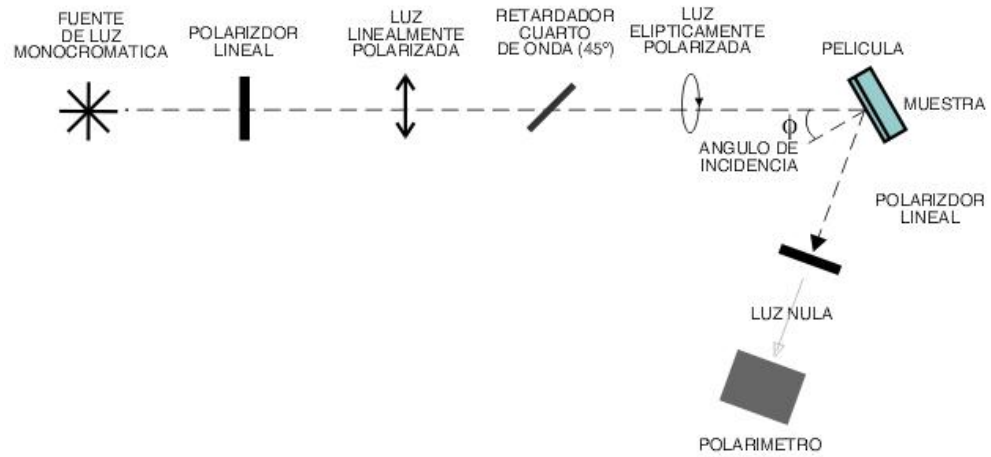 FUENTE
DE LUZ
MONOCROMATICA
POLARIZDOR
LINEAL
LUZ
LINEALMENTE
POLARIZADA
RETARDADOR
CUARTO
DE ONDA (45º)
LUZ
ELIPTICAMENTE
POLARIZADA
PELICULA
MUESTRA
ϕ
ANGULO DE
INCIDENCIA
POLARIZDOR
LINEAL
LUZ NULA
POLARIMETRO